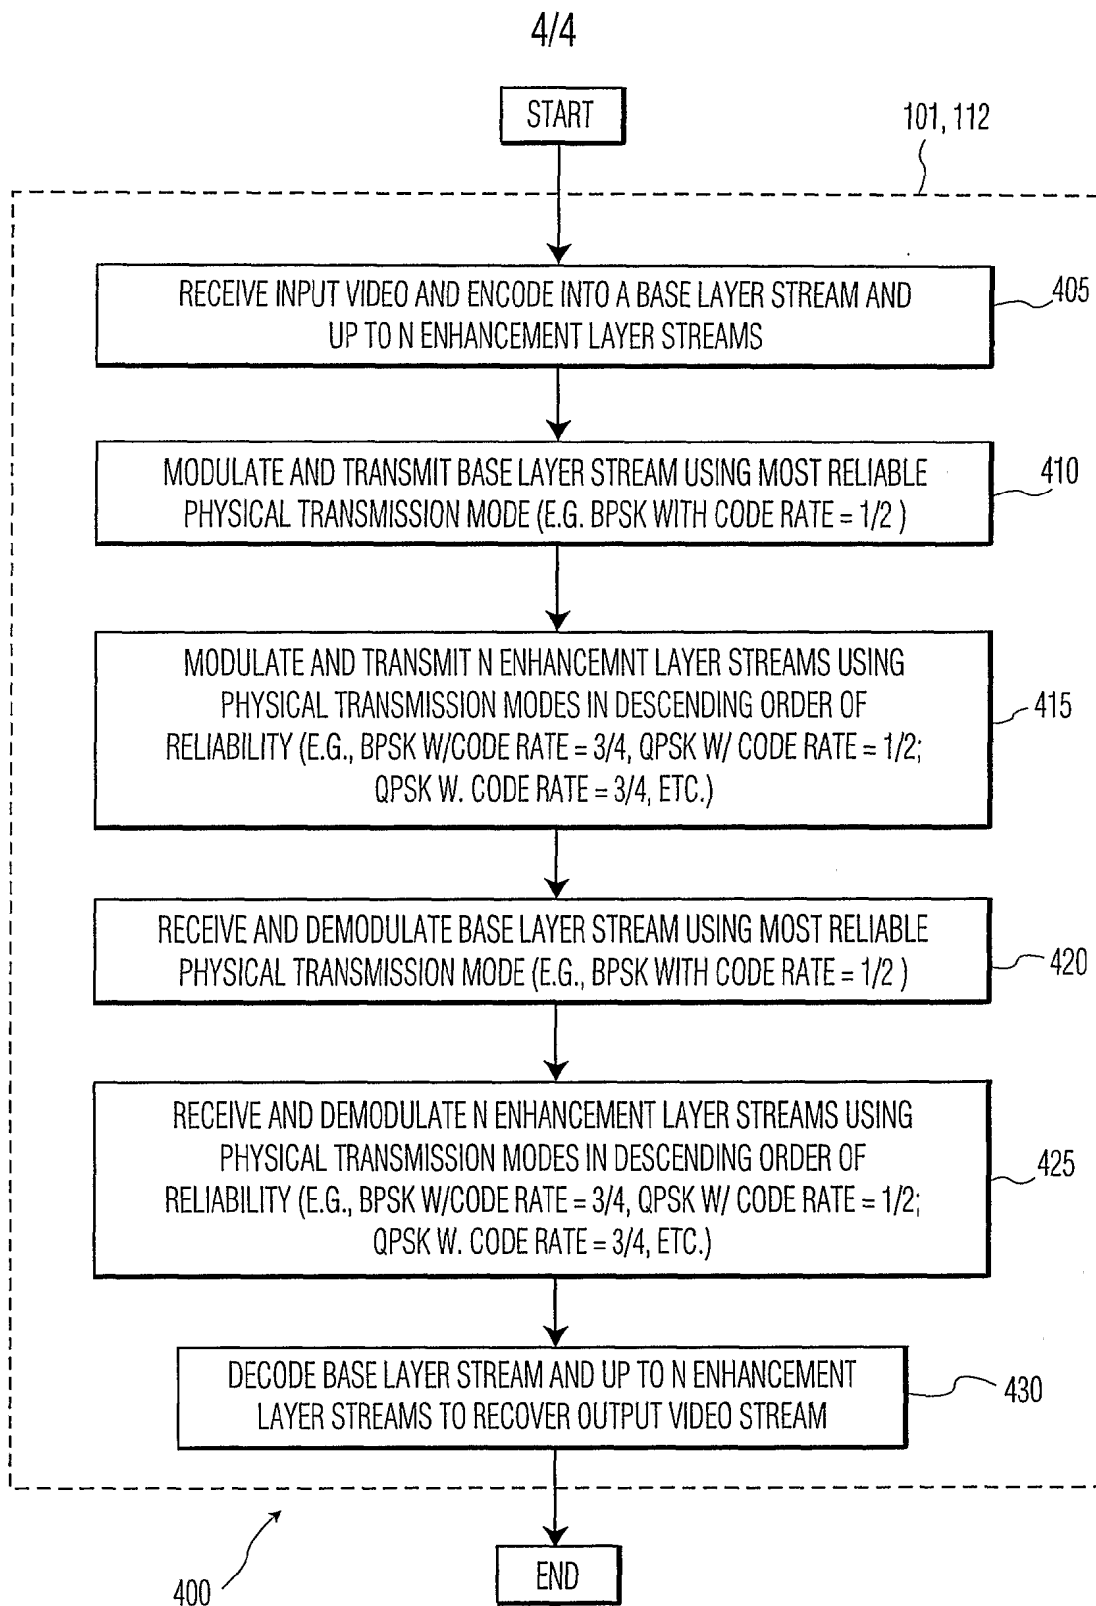 4/4
START
101, 112
RECEIVE INPUT VIDEO AND ENCODE INTO A BASE LAYER STREAM AND
UP TO N ENHANCEMENT LAYER STREAMS
405
MODULATE AND TRANSMIT BASE LAYER STREAM USING MOST RELIABLE
PHYSICAL TRANSMISSION MODE (E.G. BPSK WITH CODE RATE = 1/2 )
410
MODULATE AND TRANSMIT N ENHANCEMNT LAYER STREAMS USING
PHYSICAL TRANSMISSION MODES IN DESCENDING ORDER OF
RELIABILITY (E.G., BPSK W/CODE RATE = 3/4, QPSK W/ CODE RATE = 1/2;
QPSK W. CODE RATE = 3/4, ETC.)
415
RECEIVE AND DEMODULATE BASE LAYER STREAM USING MOST RELIABLE
PHYSICAL TRANSMISSION MODE (E.G., BPSK WITH CODE RATE = 1/2 )
420
RECEIVE AND DEMODULATE N ENHANCEMENT LAYER STREAMS USING
PHYSICAL TRANSMISSION MODES IN DESCENDING ORDER OF
RELIABILITY (E.G., BPSK W/CODE RATE = 3/4, QPSK W/ CODE RATE = 1/2;
QPSK W. CODE RATE = 3/4, ETC.)
425
DECODE BASE LAYER STREAM AND UP TO N ENHANCEMENT
LAYER STREAMS TO RECOVER OUTPUT VIDEO STREAM
430
END
400